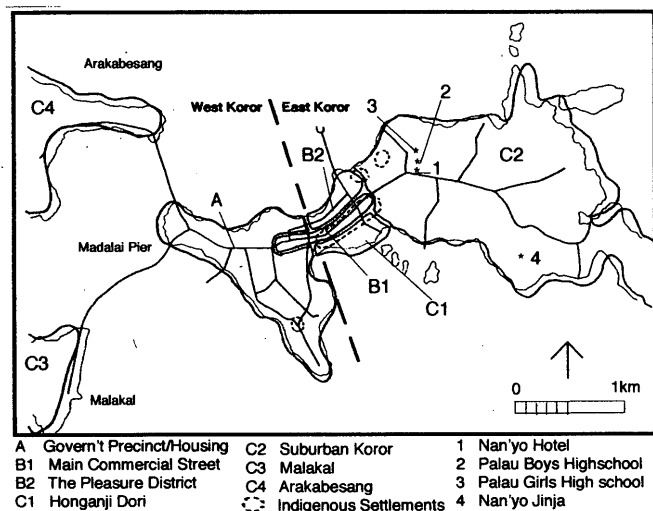 Arakabesang
C4
West Koror
East Koror
3
2
C2
B2
1
A
Madalai Pier
4
B1
C1
C3
Malakal
0 1km
A Govern't Precinct/Housing
B1 Main Commercial Street
B2 The Pleasure District
C1 Honganji Dori
C2 Suburban Koror
C3 Malakal
C4 Arakabesang
Indigenous Settlements
1 Nan'yo Hotel
2 Palau Boys Highschool
3 Palau Girls High school
4 Nan'yo Jinja